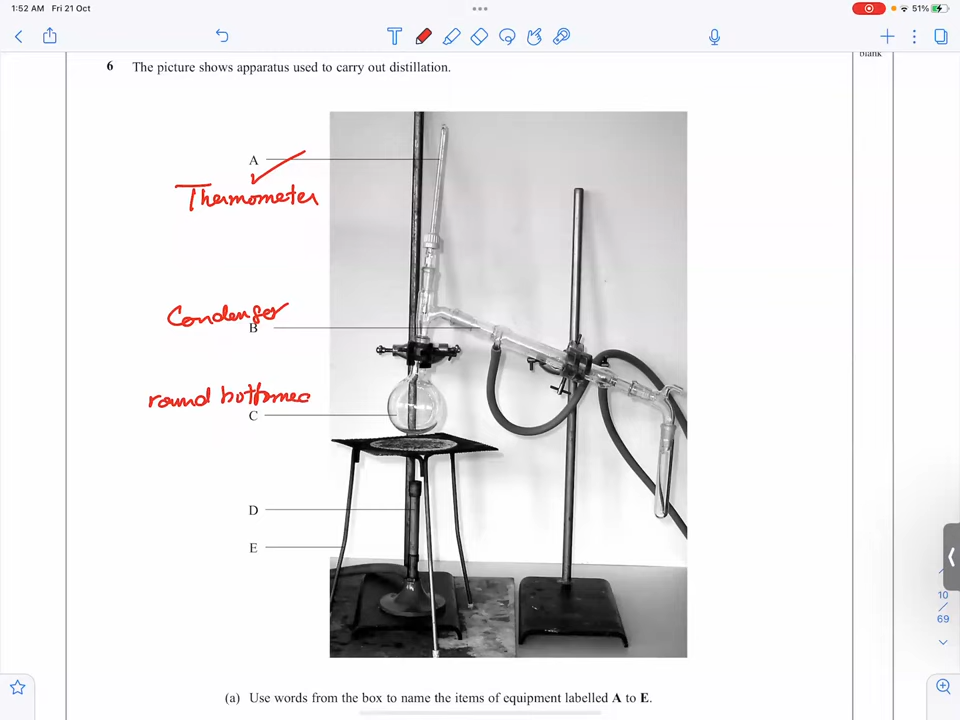 1:52 AM Fri 21 Oct
51%
blank
6 The picture shows apparatus used to carry out distillation.
A
Thermometer
Condenser
B
round bottomed
C
D
E
10
/
69
(a) Use words from the box to name the items of equipment labelled A to E.